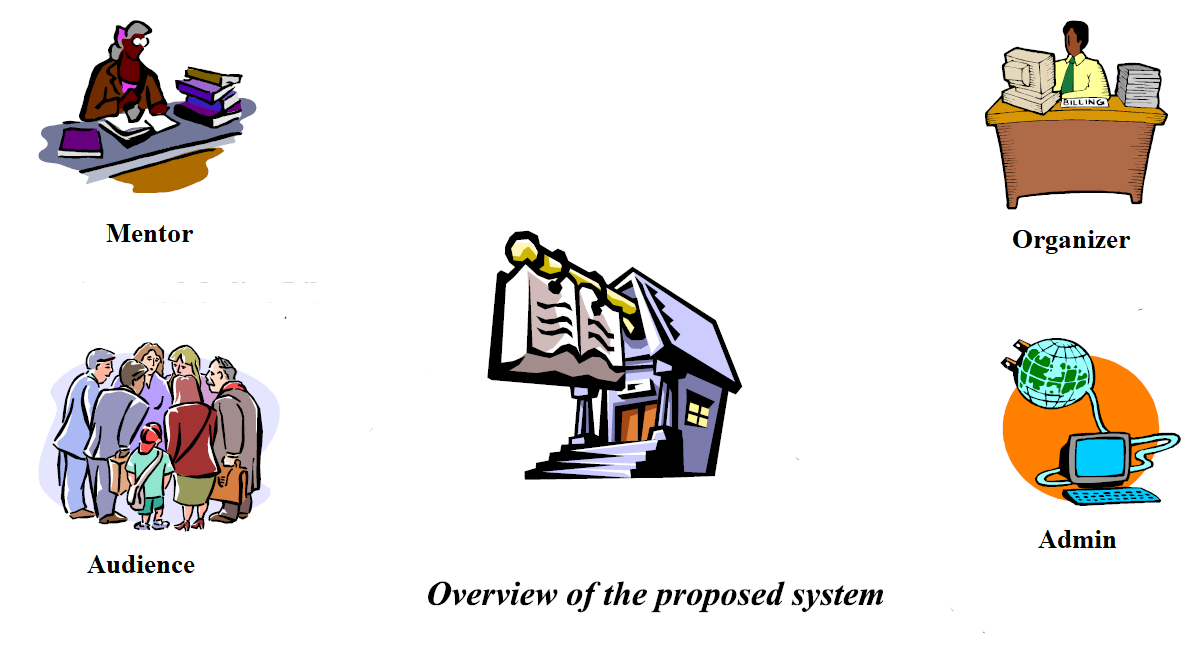 BILLING
Mentor
Organizer
Audience
Admin
Overview of the proposed system